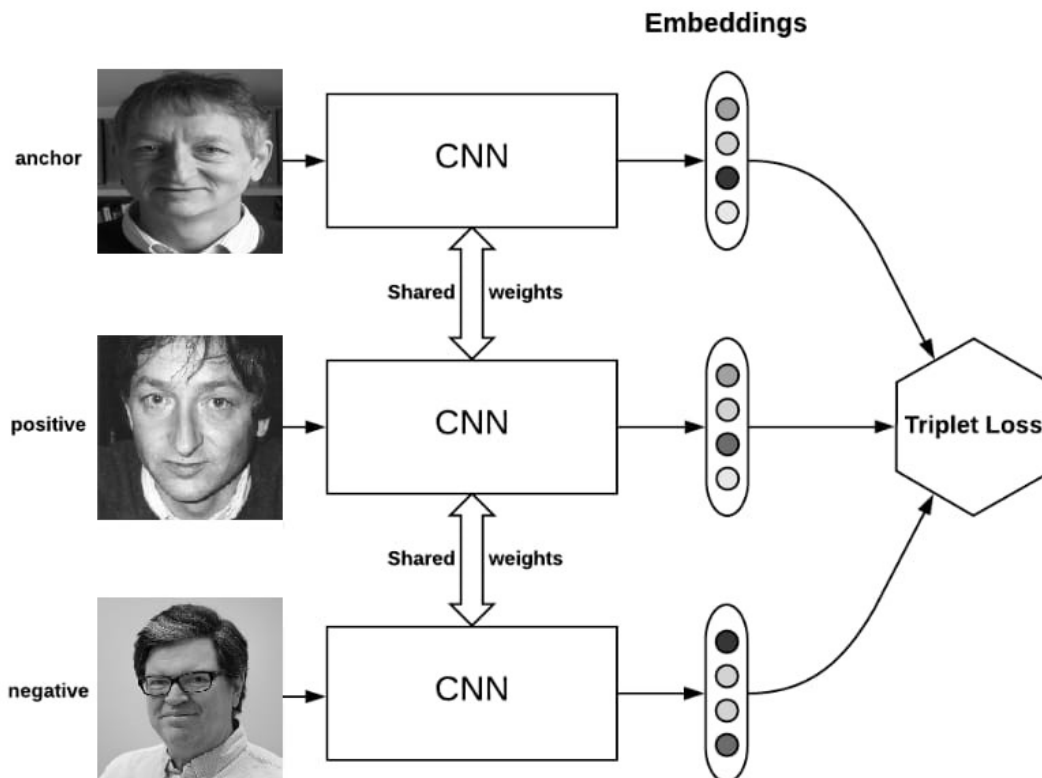 Embeddings
anchor
CNN
Shared weights
positive
CNN
Triplet Loss
Shared weights
negative
CNN